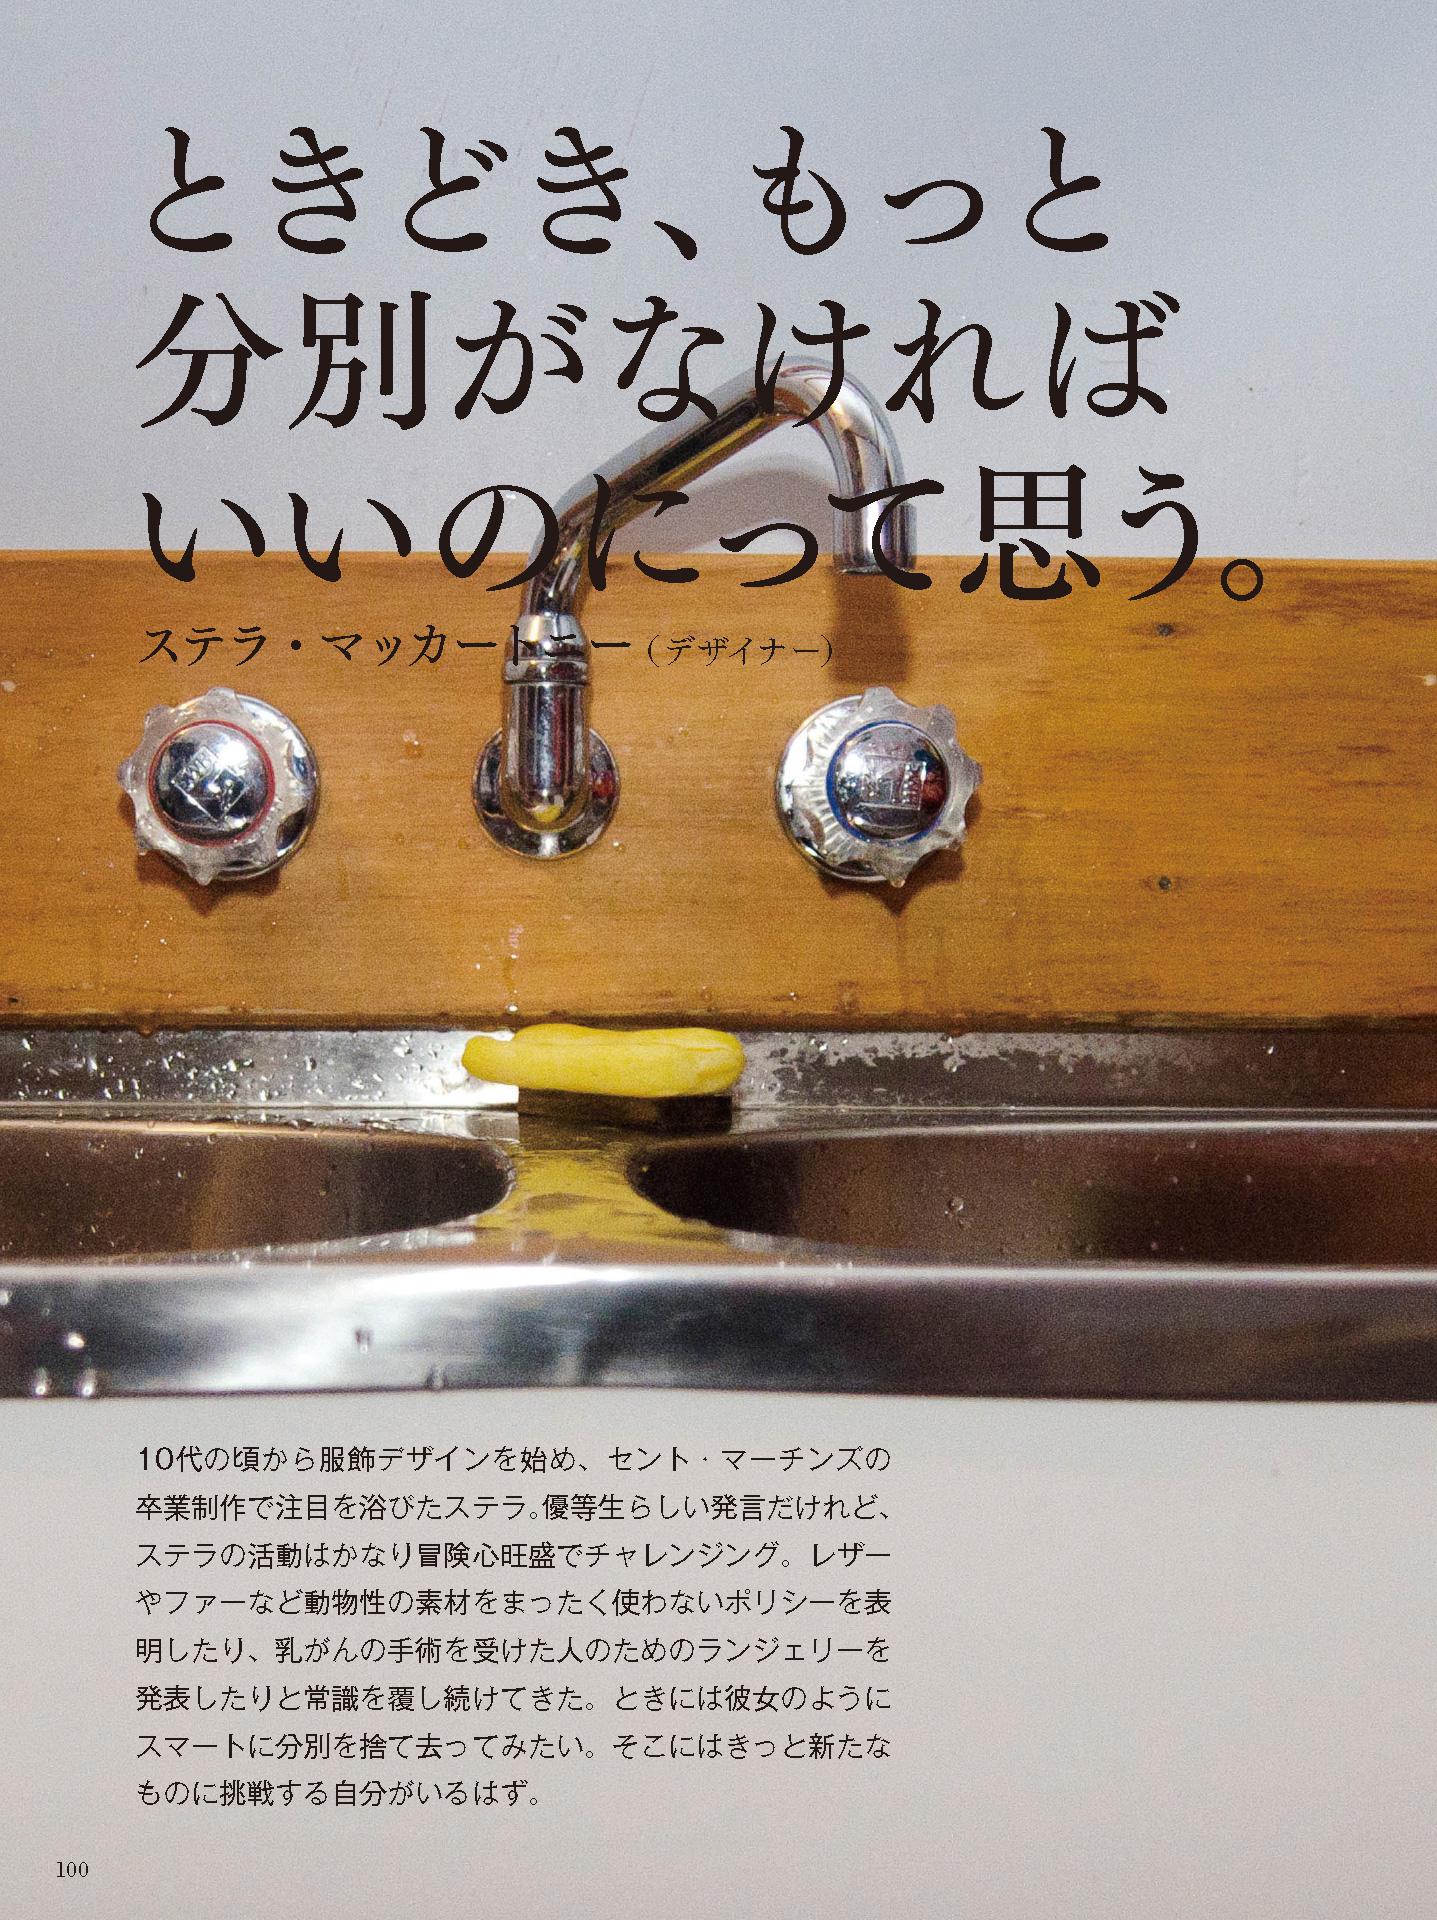 ときどき、もっと
分別がなければ
いいのにって思う。
ステラ・マッカートニー(デザイナー)
10代の頃から服飾デザインを始め、セント・マーチンズの
卒業制作で注目を浴びたステラ。優等生らしい発言だけれど、
ステラの活動はかなり冒険心旺盛でチャレンジング。レザー
やファーなど動物性の素材をまったく使わないポリシーを表
明したり、乳がんの手術を受けた人のためのランジェリーを
発表したりと常識を覆し続けてきた。ときには彼女のように
スマートに分別を捨て去ってみたい。そこにはきっと新たな
ものに挑戦する自分がいるはず。
100